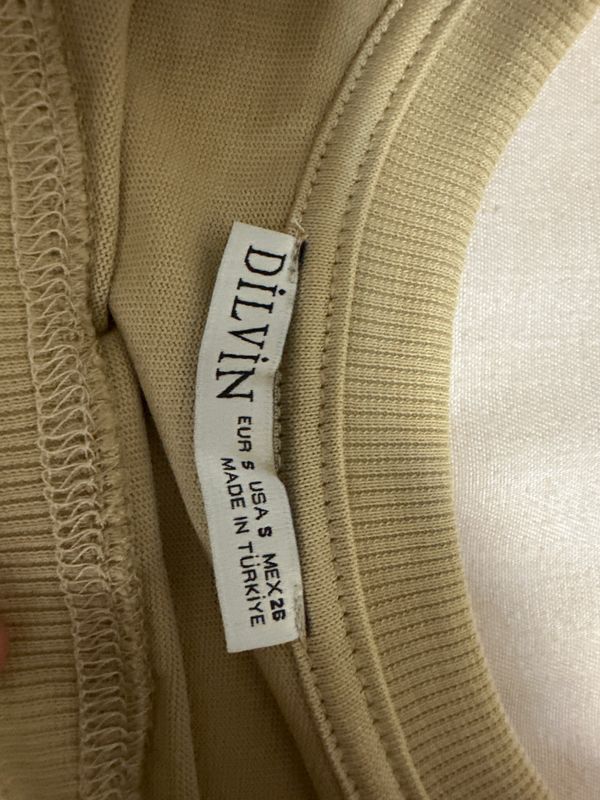 DİLVİN
EUR S USA S MEX 26
MADE IN TÜRKİYE